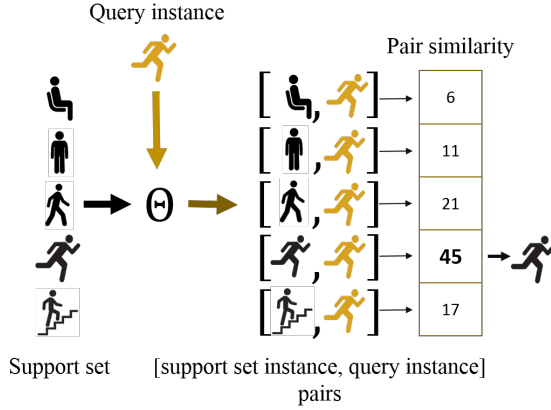 Query instance
Pair similarity
[ , ]
6
[ , ]
11
Θ
[ , ]
21
[ , ]
45
[ , ]
17
Support set
[support set instance, query instance]
pairs